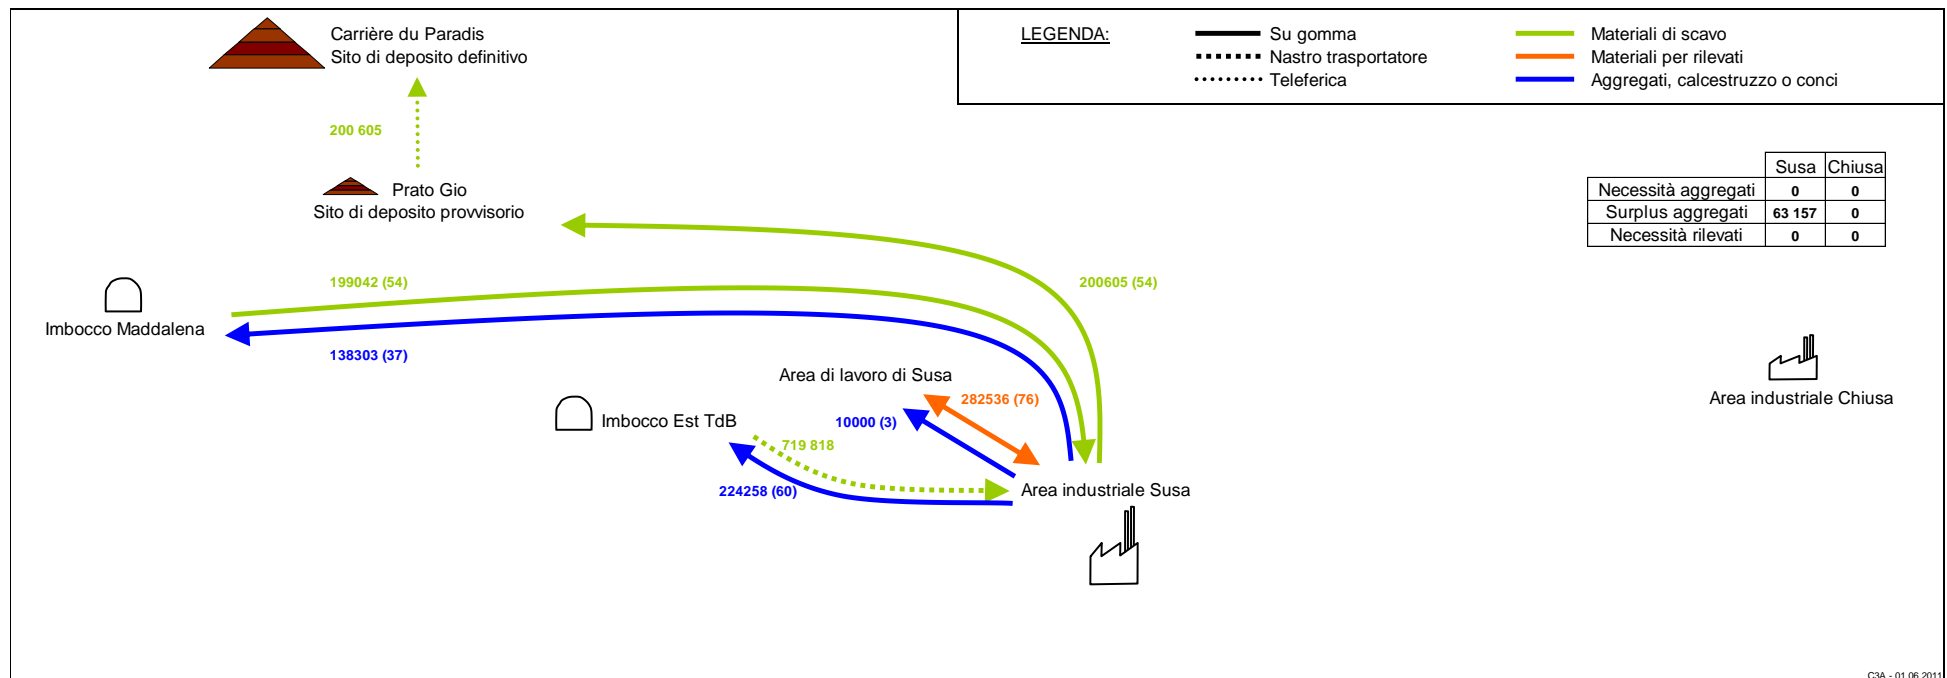 Carrière du Paradis
Sito di deposito definitivo
LEGENDA:
Su gomma
Nastro trasportatore
Teleferica
Materiali di scavo
Materiali per rilevati
Aggregati, calcestruzzo o conci
200 605
Prato Gio
Sito di deposito provvisorio
Susa Chiusa
Necessità aggregati 0 0
Surplus aggregati 63 157 0
Necessità rilevati 0 0
199042 (54)
200605 (54)
Imbocco Maddalena
138303 (37)
Area di lavoro di Susa
282536 (76)
10000 (3)
Imbocco Est TdB
719 818
224258 (60)
Area industriale Susa
Area industriale Chiusa
C3A - 01.06.2011